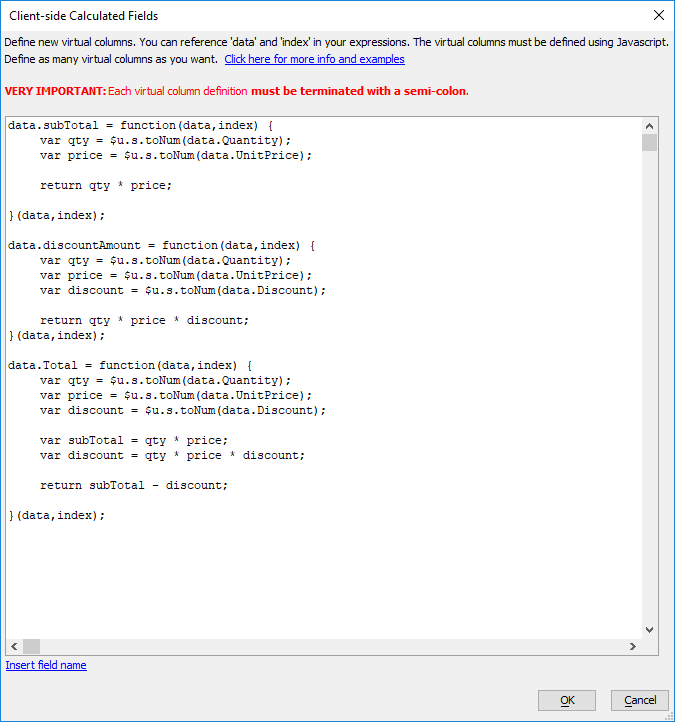 Client-side Calculated Fields
Define new virtual columns. You can reference 'data' and 'index' in your expressions. The virtual columns must be defined using Javascript.
Define as many virtual columns as you want. Click here for more info and examples
VERY IMPORTANT: Each virtual column definition must be terminated with a semi-colon.
data.subTotal = function(data,index) {
    var qty = $u.s.toNum(data.Quantity);
    var price = $u.s.toNum(data.UnitPrice);

    return qty * price;

}(data,index);

data.discountAmount = function(data,index) {
    var qty = $u.s.toNum(data.Quantity);
    var price = $u.s.toNum(data.UnitPrice);
    var discount = $u.s.toNum(data.Discount);

    return qty * price * discount;
}(data,index);

data.Total = function(data,index) {
    var qty = $u.s.toNum(data.Quantity);
    var price = $u.s.toNum(data.UnitPrice);
    var discount = $u.s.toNum(data.Discount);

    var subTotal = qty * price;
    var discount = qty * price * discount;

    return subTotal - discount;

}(data,index);
Insert field name
OK Cancel